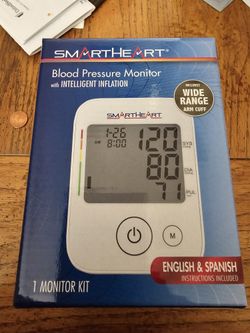 SMARTHEART®
Blood Pressure Monitor
with INTELLIGENT INFLATION
INCLUDES
WIDE
RANGE
ARM CUFF
SMARTHEART
1-26
8:00
120
SYS
80
DIA
71
PUL
M
ENGLISH & SPANISH
INSTRUCTIONS INCLUDED
1 MONITOR KIT